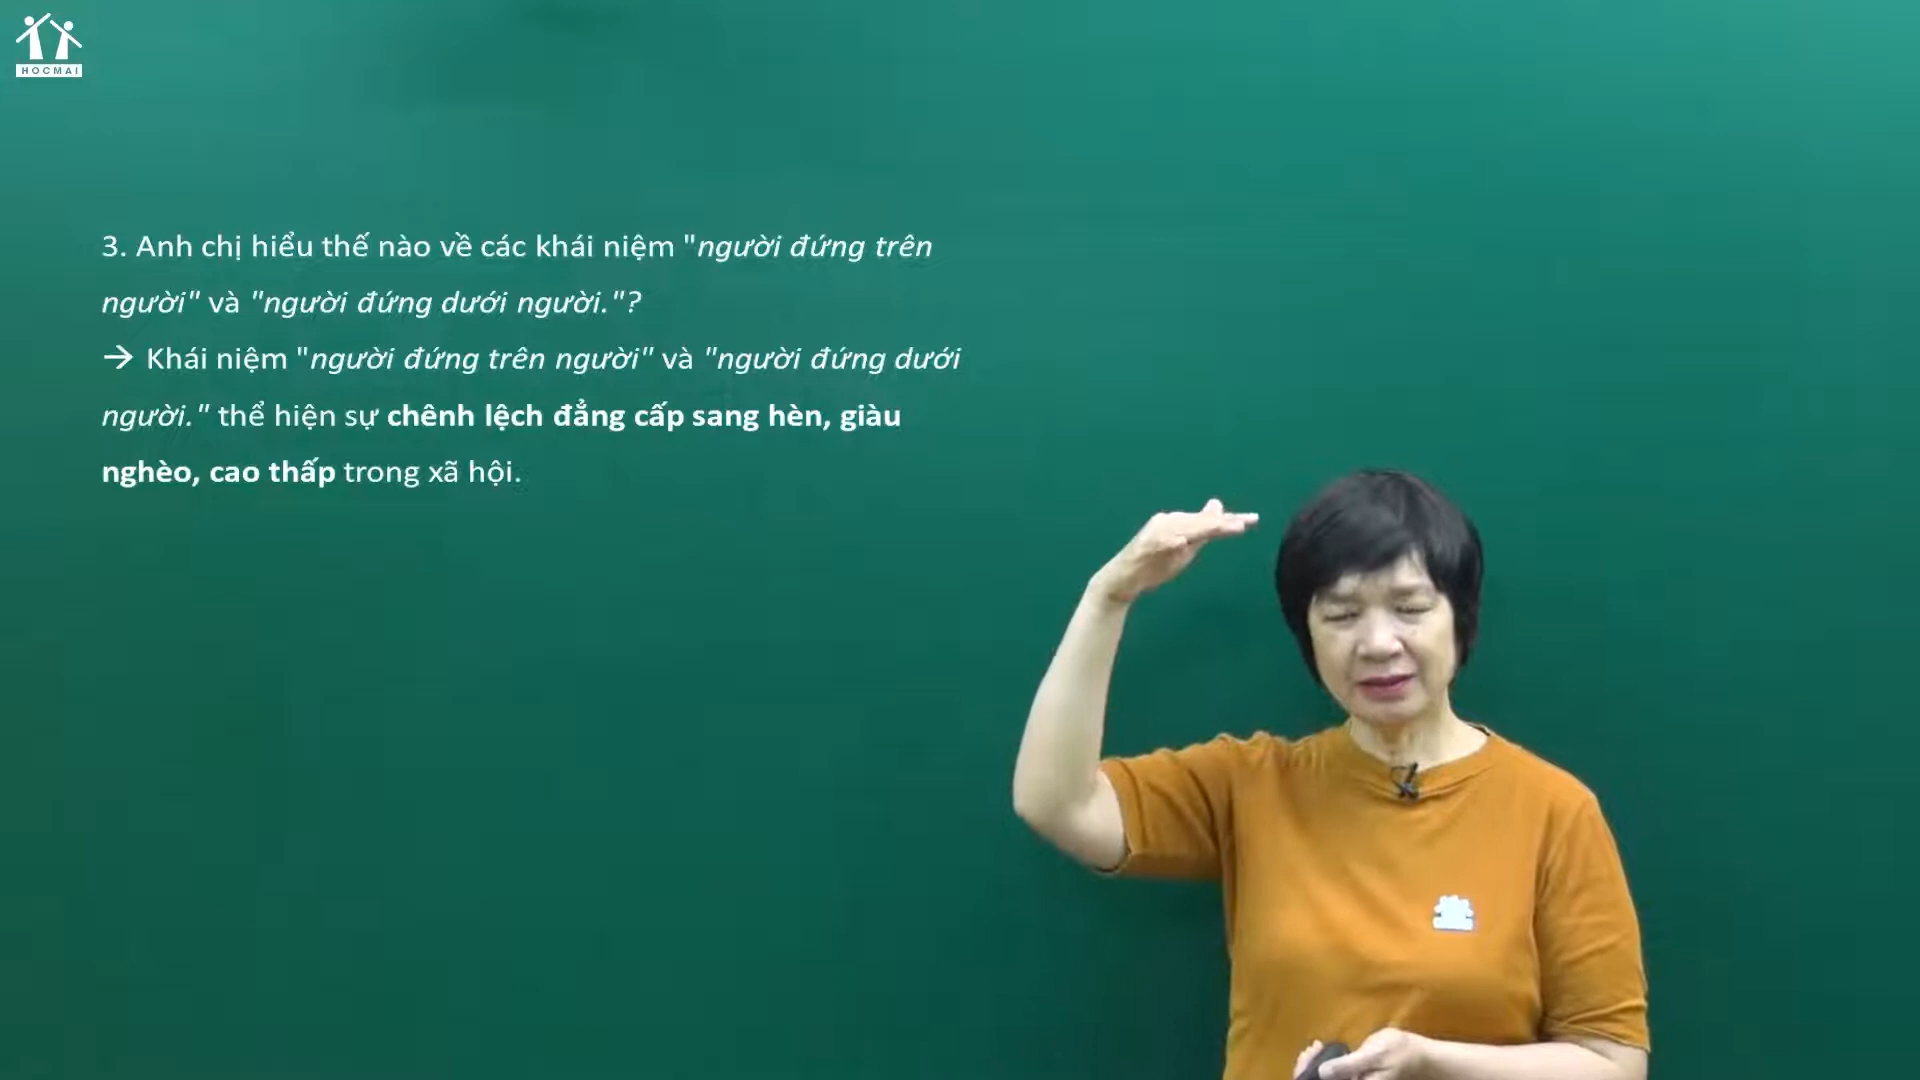 HOCMAI
3. Anh chị hiểu thế nào về các khái niệm "người đứng trên
người" và "người đứng dưới người."?
→ Khái niệm "người đứng trên người" và "người đứng dưới
người." thể hiện sự chênh lệch đẳng cấp sang hèn, giàu
nghèo, cao thấp trong xã hội.